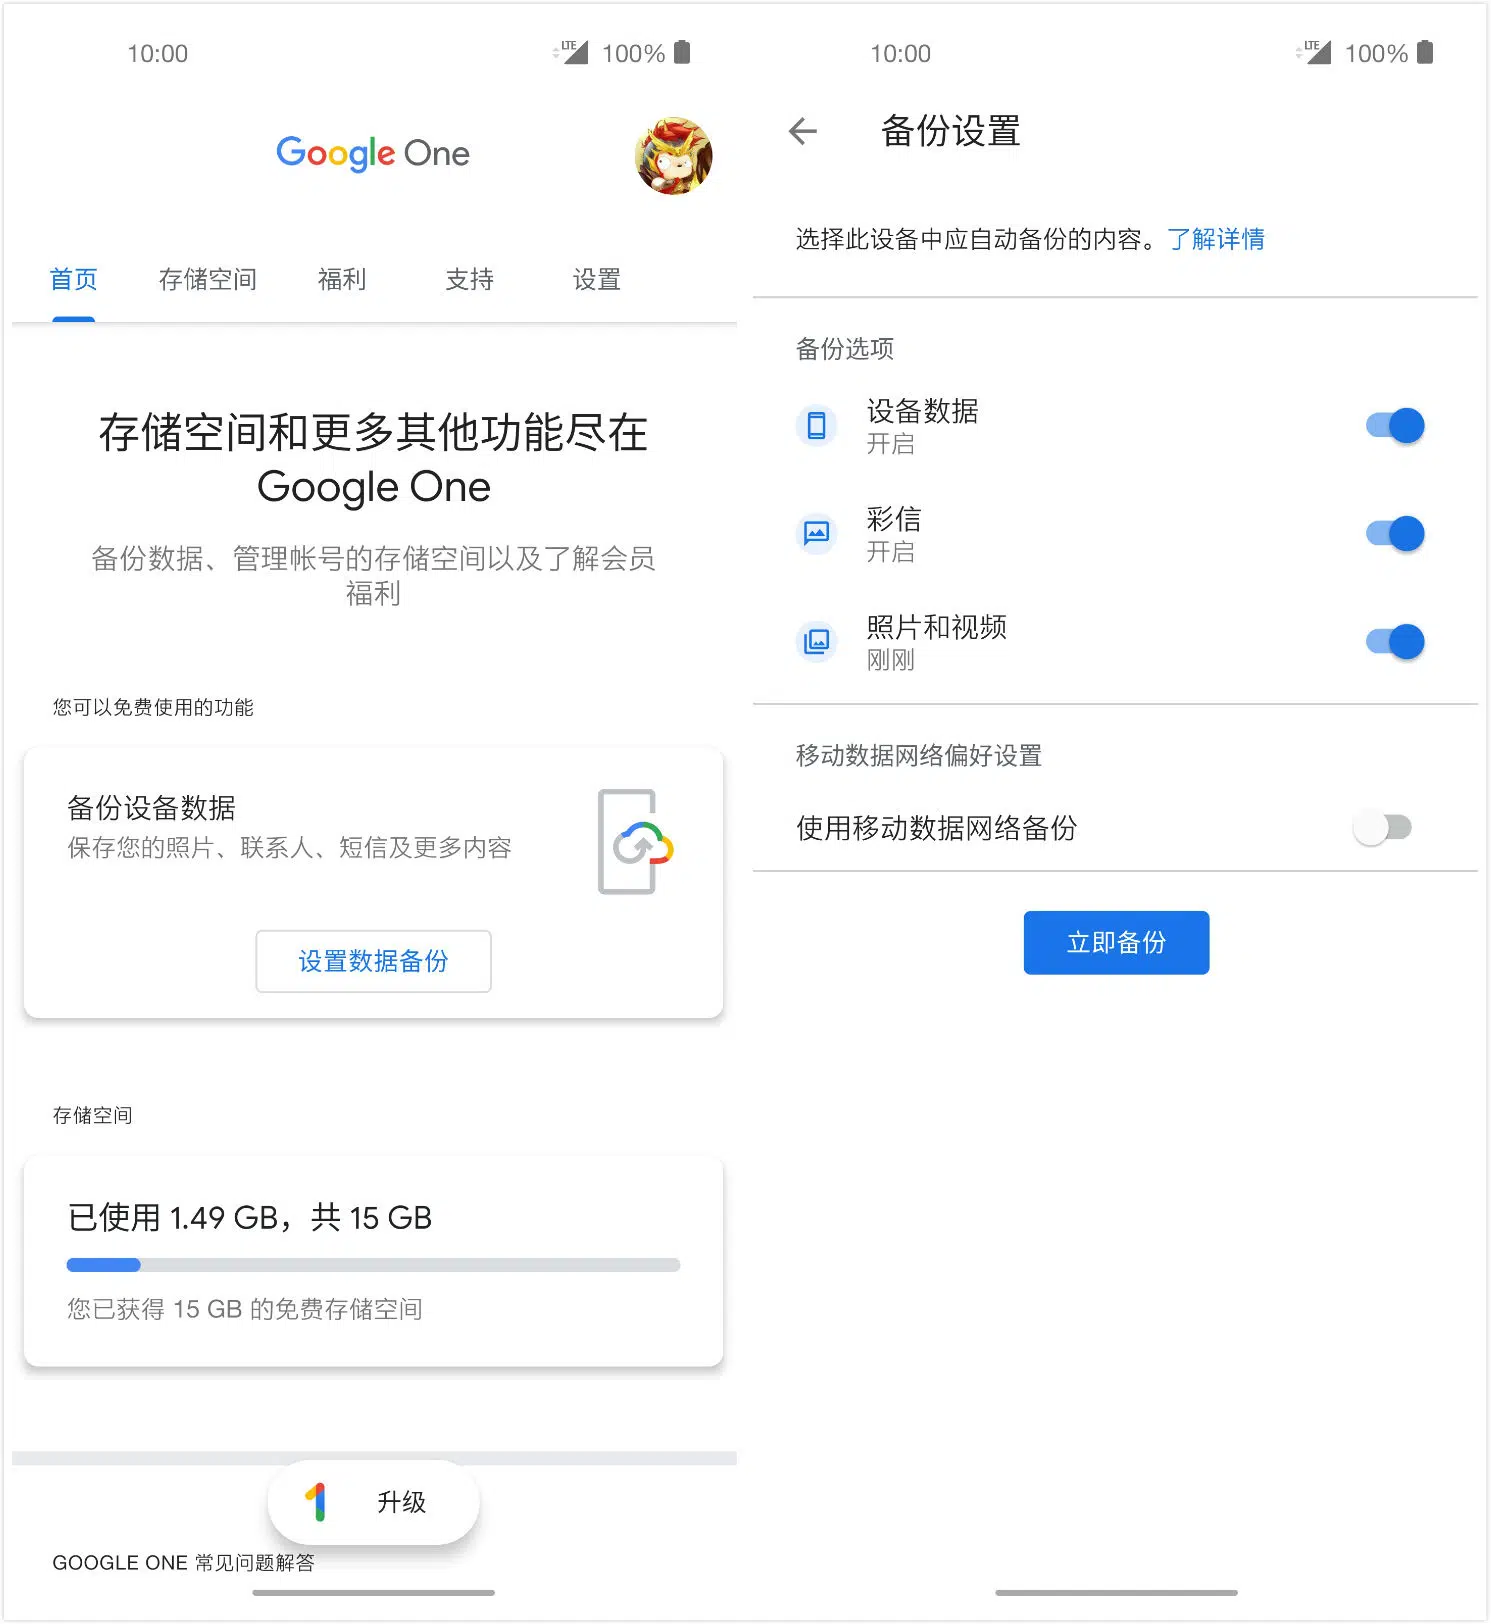 10:00
LTE 100%
Google One
首页 存储空间 福利 支持 设置
存储空间和更多其他功能尽在
Google One
备份数据、管理帐号的存储空间以及了解会员
福利
您可以免费使用的功能
备份设备数据
保存您的照片、联系人、短信及更多内容
设置数据备份
存储空间
已使用 1.49 GB，共 15 GB
您已获得 15 GB 的免费存储空间
升级
GOOGLE ONE 常见问题解答
10:00
LTE 100%
备份设置
选择此设备中应自动备份的内容。了解详情
备份选项
设备数据
开启
彩信
开启
照片和视频
刚刚
移动数据网络偏好设置
使用移动数据网络备份
立即备份